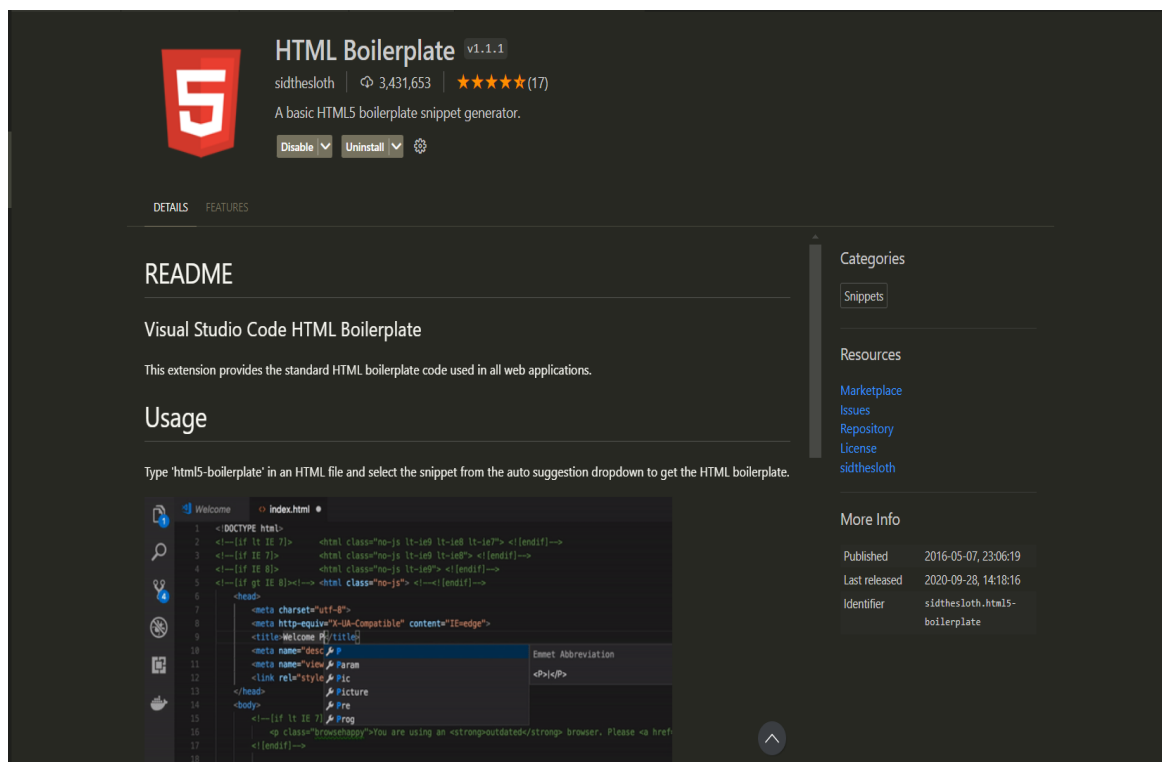 HTML Boilerplate v1.1.1
sidthesloth 3,431,653 (17)
A basic HTML5 boilerplate snippet generator.
Disable Uninstall
DETAILS FEATURES
README
Visual Studio Code HTML Boilerplate
This extension provides the standard HTML boilerplate code used in all web applications.
Usage
Type 'html5-boilerplate' in an HTML file and select the snippet from the auto suggestion dropdown to get the HTML boilerplate.
Welcome index.html
1 <!DOCTYPE html>
2 <!--[if lt IE 7]> <html class="no-js lt-ie9 lt-ie8 lt-ie7"> <![endif]-->
3 <!--[if IE 7]> <html class="no-js lt-ie9 lt-ie8"> <![endif]-->
4 <!--[if IE 8]> <html class="no-js lt-ie9"> <![endif]-->
5 <!--[if gt IE 8]><!--> <html class="no-js"> <!--<![endif]-->
6 <head>
7 <meta charset="utf-8">
8 <meta http-equiv="X-UA-Compatible" content="IE=edge">
9 <title>Welcome P</title>
10 <meta name="desc P Emmet Abbreviation
11 <meta name="view Param <P>|</P>
12 <link rel="style Pic
13 </head> Picture
14 <body> Pre
15 <!--[if lt IE 7] Prog
16 <p class="browsehappy">You are using an <strong>outdated</strong> browser. Please <a href
17 <![endif]-->
18
1
4
Categories
Snippets
Resources
Marketplace
Issues
Repository
License
sidthesloth
More Info
Published 2016-05-07, 23:06:19
Last released 2020-09-28, 14:18:16
Identifier sidthesloth.html5-
boilerplate